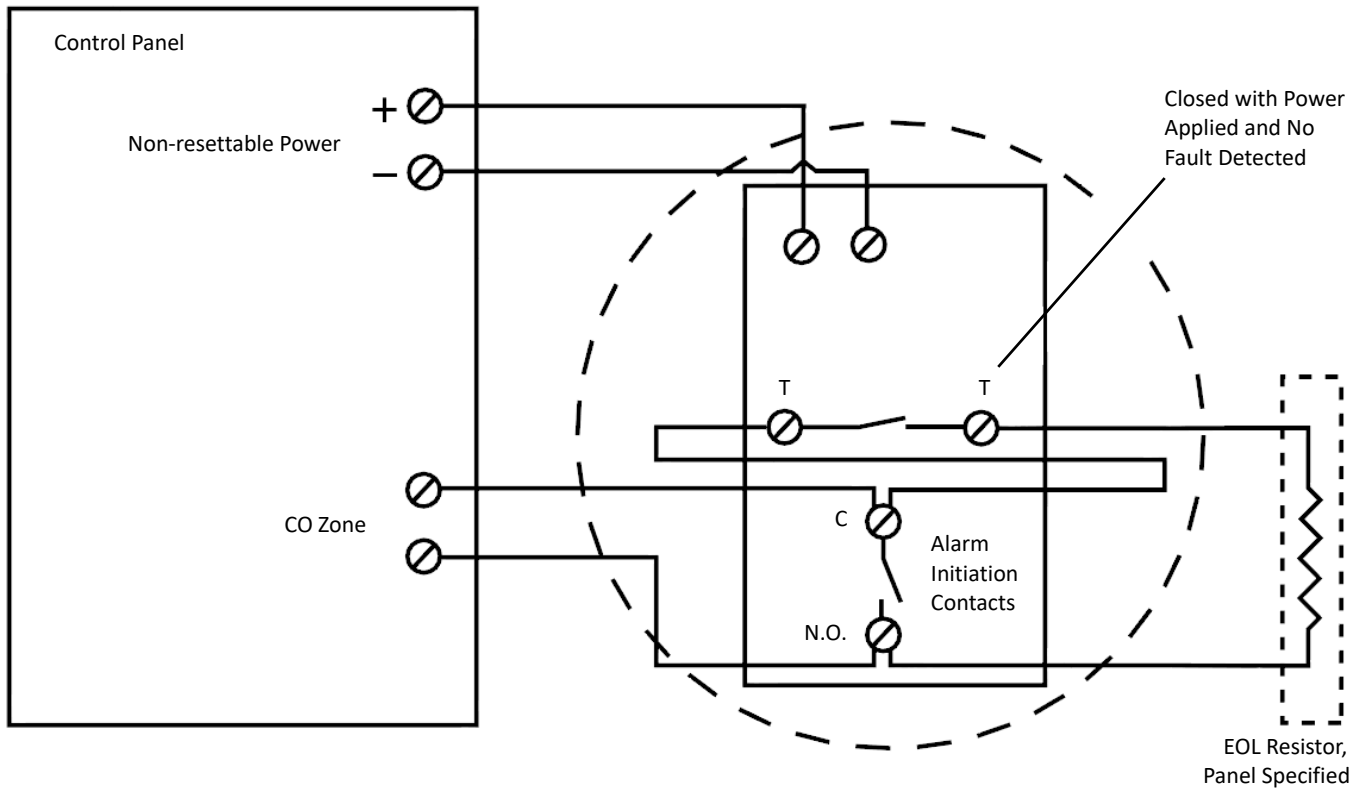 Control Panel
+
Non-resettable Power
−
Closed with Power
Applied and No
Fault Detected
T
T
CO Zone
C
Alarm
Initiation
Contacts
N.O.
EOL Resistor,
Panel Specified